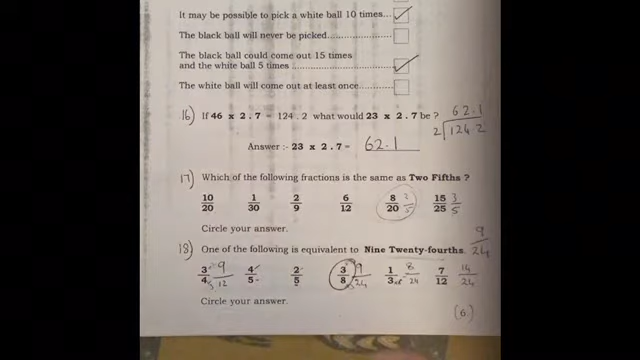 It may be possible to pick a white ball 10 times...
The black ball will never be picked
The black ball could come out 15 times
and the white ball 5 times
The white ball will come out at least once
16) If 46 x 2.7 = 124.2 what would 23 x 2.7 be ?
62.1
2 124.2
Answer :- 23 x 2.7 = 62.1
17) Which of the following fractions is the same as Two Fifths ?
10/20 1/30 2/9 6/12 8/20 15/25 3/5
Circle your answer.
18) One of the following is equivalent to Nine Twenty-fourths. 9/24
3/4 9/12 4/5 2/5 3/8 9/24 1/3 8/24 7/12 14/24
Circle your answer.
(6)